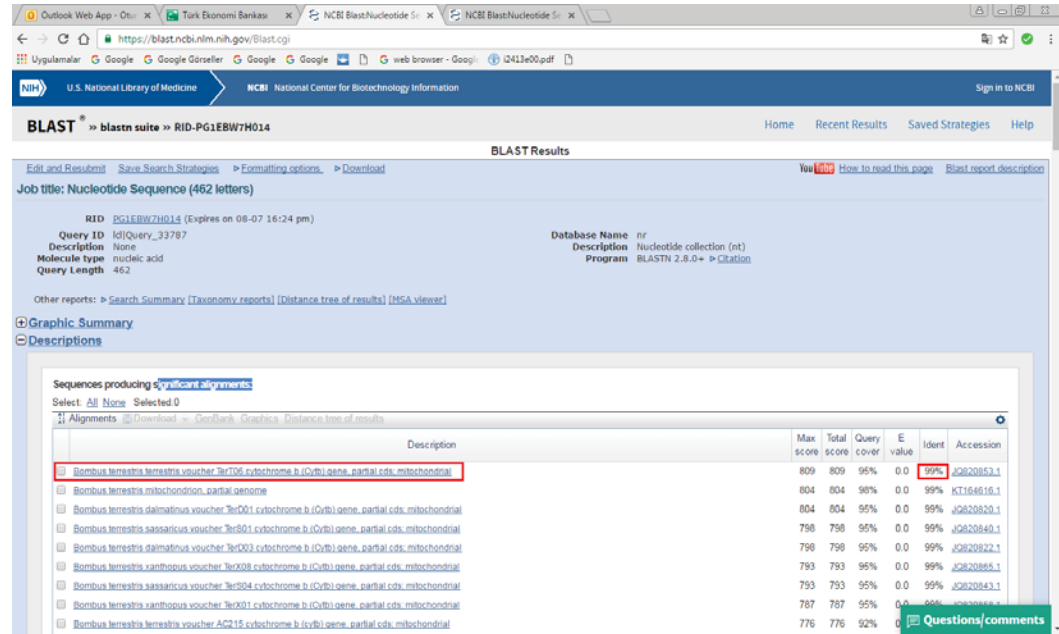 Outlook Web App - Otur
Türk Ekonomi Bankası
NCBI Blast:Nucleotide Se
NCBI Blast:Nucleotide Se
https://blast.ncbi.nlm.nih.gov/Blast.cgi
Uygulamalar Google Google Görseller Google Google web browser - Googl i2413e00.pdf
NIH U.S. National Library of Medicine NCBI National Center for Biotechnology Information Sign in to NCBI
BLAST ® » blastn suite » RID-PG1EBW7H014 Home Recent Results Saved Strategies Help
BLAST Results
Edit and Resubmit Save Search Strategies Formatting options Download You Tube How to read this page Blast report description
Job title: Nucleotide Sequence (462 letters)
RID PG1EBW7H014 (Expires on 08-07 16:24 pm)
Query ID lcl|Query_33787 Database Name nr
Description None Description Nucleotide collection (nt)
Molecule type nucleic acid Program BLASTN 2.8.0+ Citation
Query Length 462
Other reports: Search Summary [Taxonomy reports] [Distance tree of results] [MSA viewer]
Graphic Summary
Descriptions
Sequences producing significant alignments:
Select: All None Selected:0
Alignments Download GenBank Graphics Distance tree of results
Description Max score Total score Query cover E value Ident Accession
Bombus terrestris terrestris voucher TerT06 cytochrome b (Cytb) gene, partial cds; mitochondrial 809 809 95% 0.0 99% JQ820853.1
Bombus terrestris mitochondrion, partial genome 804 804 98% 0.0 99% KT164616.1
Bombus terrestris dalmatinus voucher TerD01 cytochrome b (Cytb) gene, partial cds; mitochondrial 804 804 95% 0.0 99% JQ820820.1
Bombus terrestris sassaricus voucher TerS01 cytochrome b (Cytb) gene, partial cds; mitochondrial 798 798 95% 0.0 99% JQ820840.1
Bombus terrestris dalmatinus voucher TerD03 cytochrome b (Cytb) gene, partial cds; mitochondrial 798 798 95% 0.0 99% JQ820822.1
Bombus terrestris xanthopus voucher TerX08 cytochrome b (Cytb) gene, partial cds; mitochondrial 793 793 95% 0.0 99% JQ820865.1
Bombus terrestris sassaricus voucher TerS04 cytochrome b (Cytb) gene, partial cds; mitochondrial 793 793 95% 0.0 99% JQ820843.1
Bombus terrestris xanthopus voucher TerX01 cytochrome b (Cytb) gene, partial cds; mitochondrial 787 787 95%
Bombus terrestris terrestris voucher AC215 cytochrome b (cytb) gene, partial cds; mitochondrial 776 776 92%
Questions/comments